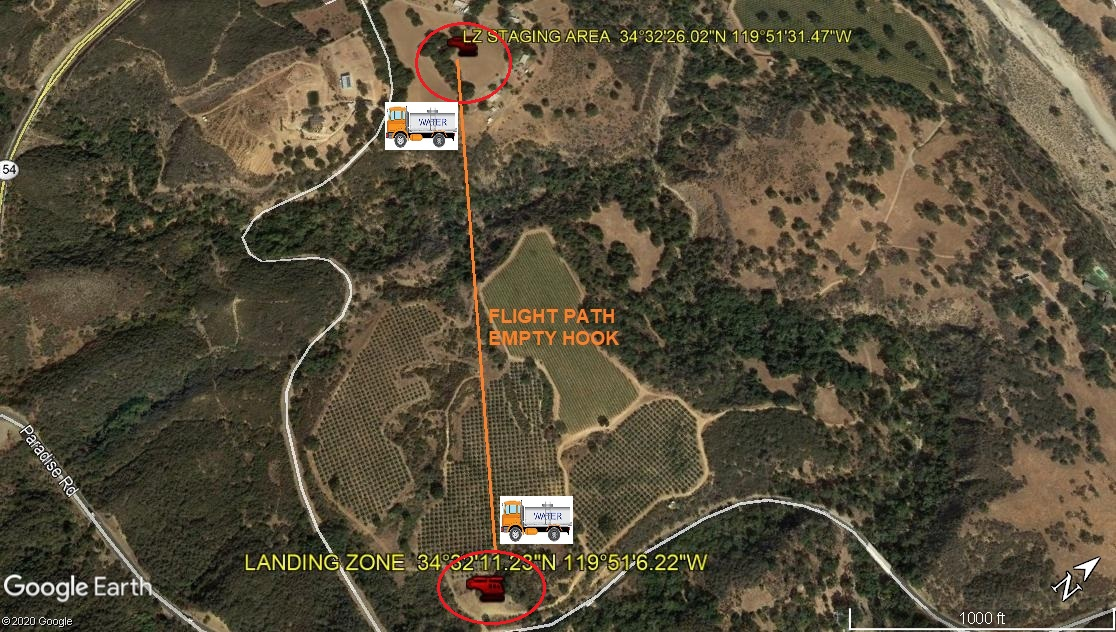 LZ STAGING AREA 34°32'26.02"N 119°51'31.47"W
WATER
54
FLIGHT PATH
EMPTY HOOK
Paradise Rd
WATER
LANDING ZONE 34°32'11.23"N 119°51'6.22"W
Google Earth
N
©2020 Google
1000 ft